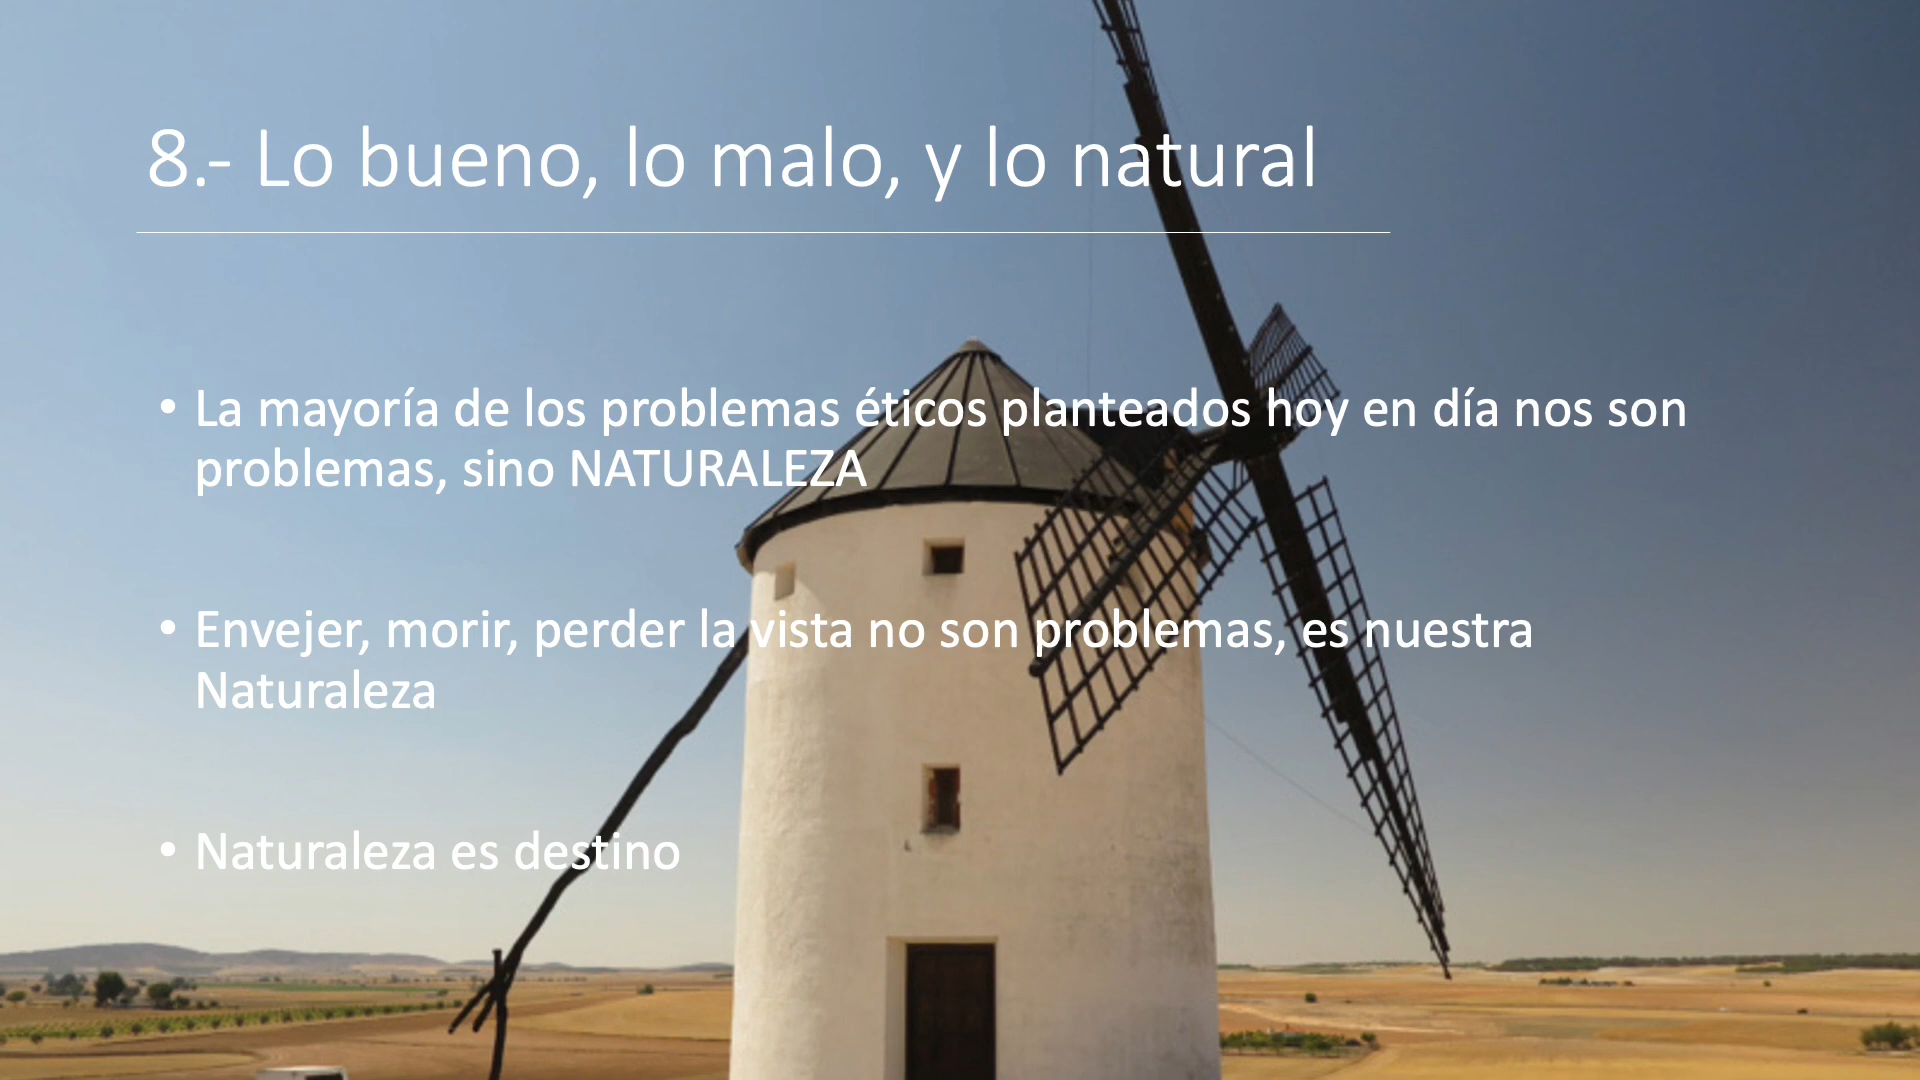 8.- Lo bueno, lo malo, y lo natural
• La mayoría de los problemas éticos planteados hoy en día nos son
problemas, sino NATURALEZA
• Envejer, morir, perder la vista no son problemas, es nuestra
Naturaleza
• Naturaleza es destino